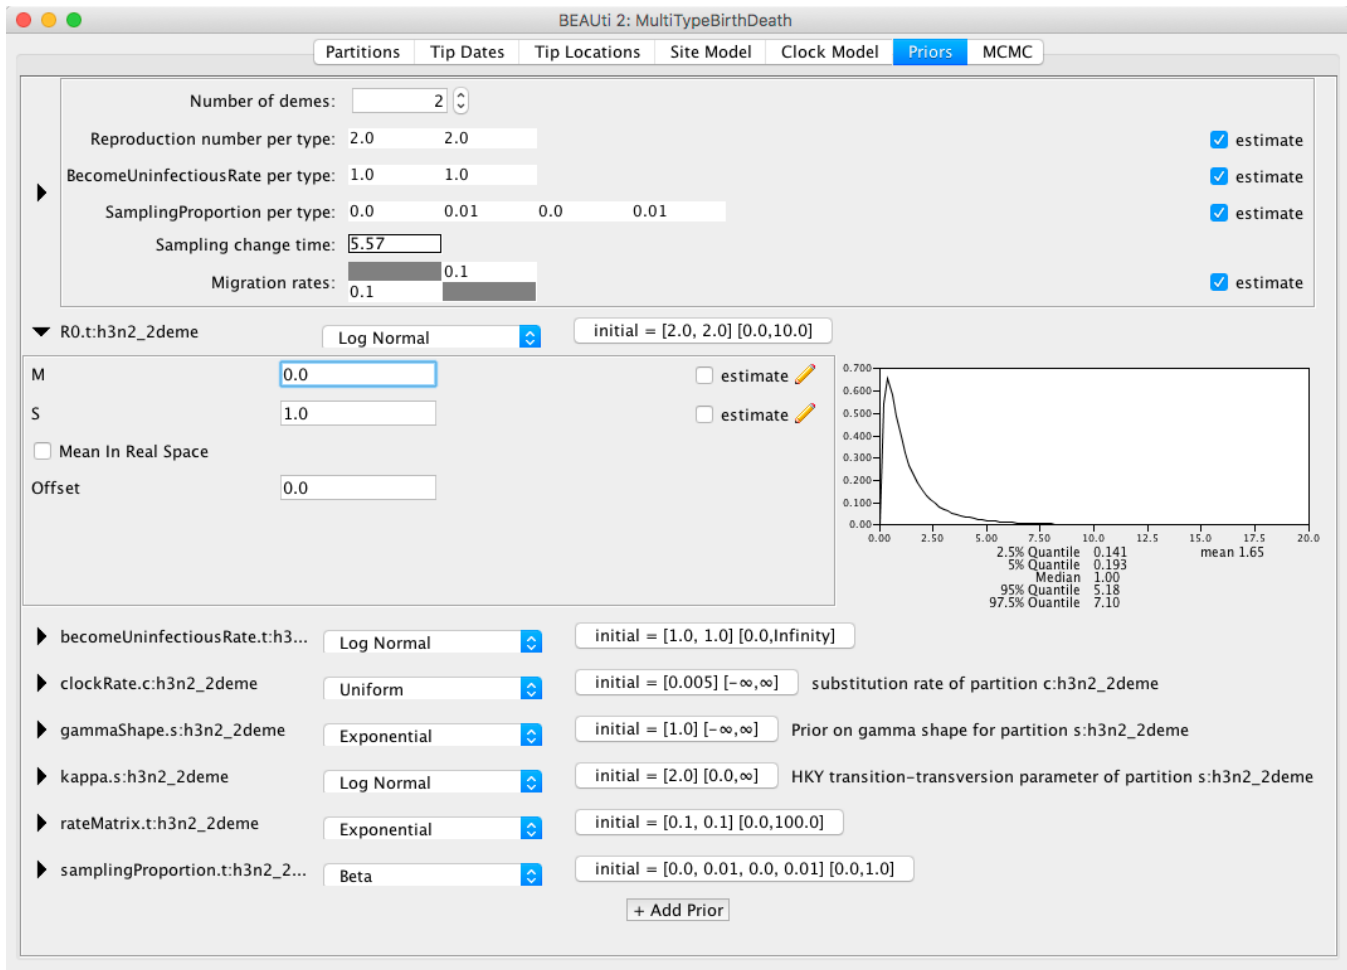 BEAUti 2: MultiTypeBirthDeath
Partitions Tip Dates Tip Locations Site Model Clock Model Priors MCMC
Number of demes: 2
Reproduction number per type: 2.0 2.0 estimate
BecomeUninfectiousRate per type: 1.0 1.0 estimate
SamplingProportion per type: 0.0 0.01 0.0 0.01 estimate
Sampling change time: 5.57
Migration rates: 0.1 estimate
0.1
R0.t:h3n2_2deme Log Normal initial = [2.0, 2.0] [0.0,10.0]
M 0.0 estimate
S 1.0 estimate
Mean In Real Space
Offset 0.0
0.700
0.600
0.500
0.400
0.300
0.200
0.100
0.00
0.00 2.50 5.00 7.50 10.0 12.5 15.0 17.5 20.0
2.5% Quantile 0.141 mean 1.65
5% Quantile 0.193
Median 1.00
95% Quantile 5.18
97.5% Quantile 7.10
becomeUninfectiousRate.t:h3... Log Normal initial = [1.0, 1.0] [0.0,Infinity]
clockRate.c:h3n2_2deme Uniform initial = [0.005] [-∞,∞] substitution rate of partition c:h3n2_2deme
gammaShape.s:h3n2_2deme Exponential initial = [1.0] [-∞,∞] Prior on gamma shape for partition s:h3n2_2deme
kappa.s:h3n2_2deme Log Normal initial = [2.0] [0.0,∞] HKY transition-transversion parameter of partition s:h3n2_2deme
rateMatrix.t:h3n2_2deme Exponential initial = [0.1, 0.1] [0.0,100.0]
samplingProportion.t:h3n2_2... Beta initial = [0.0, 0.01, 0.0, 0.01] [0.0,1.0]
+ Add Prior